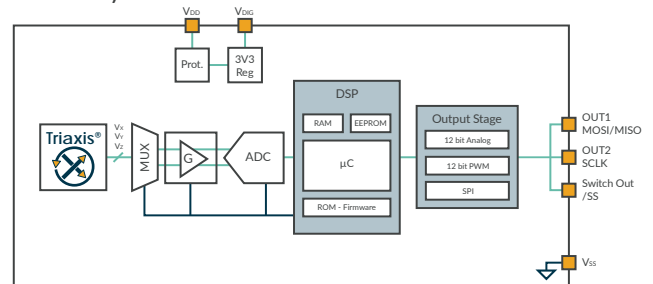 VDD
VDIG
Prot.
3V3
Reg
DSP
RAM
EEPROM
µC
ROM - Firmware
Output Stage
12 bit Analog
12 bit PWM
SPI
Triaxis®
VX
VY
VZ
MUX
G
ADC
OUT1
MOSI/MISO
OUT2
SCLK
Switch Out
/SS
VSS